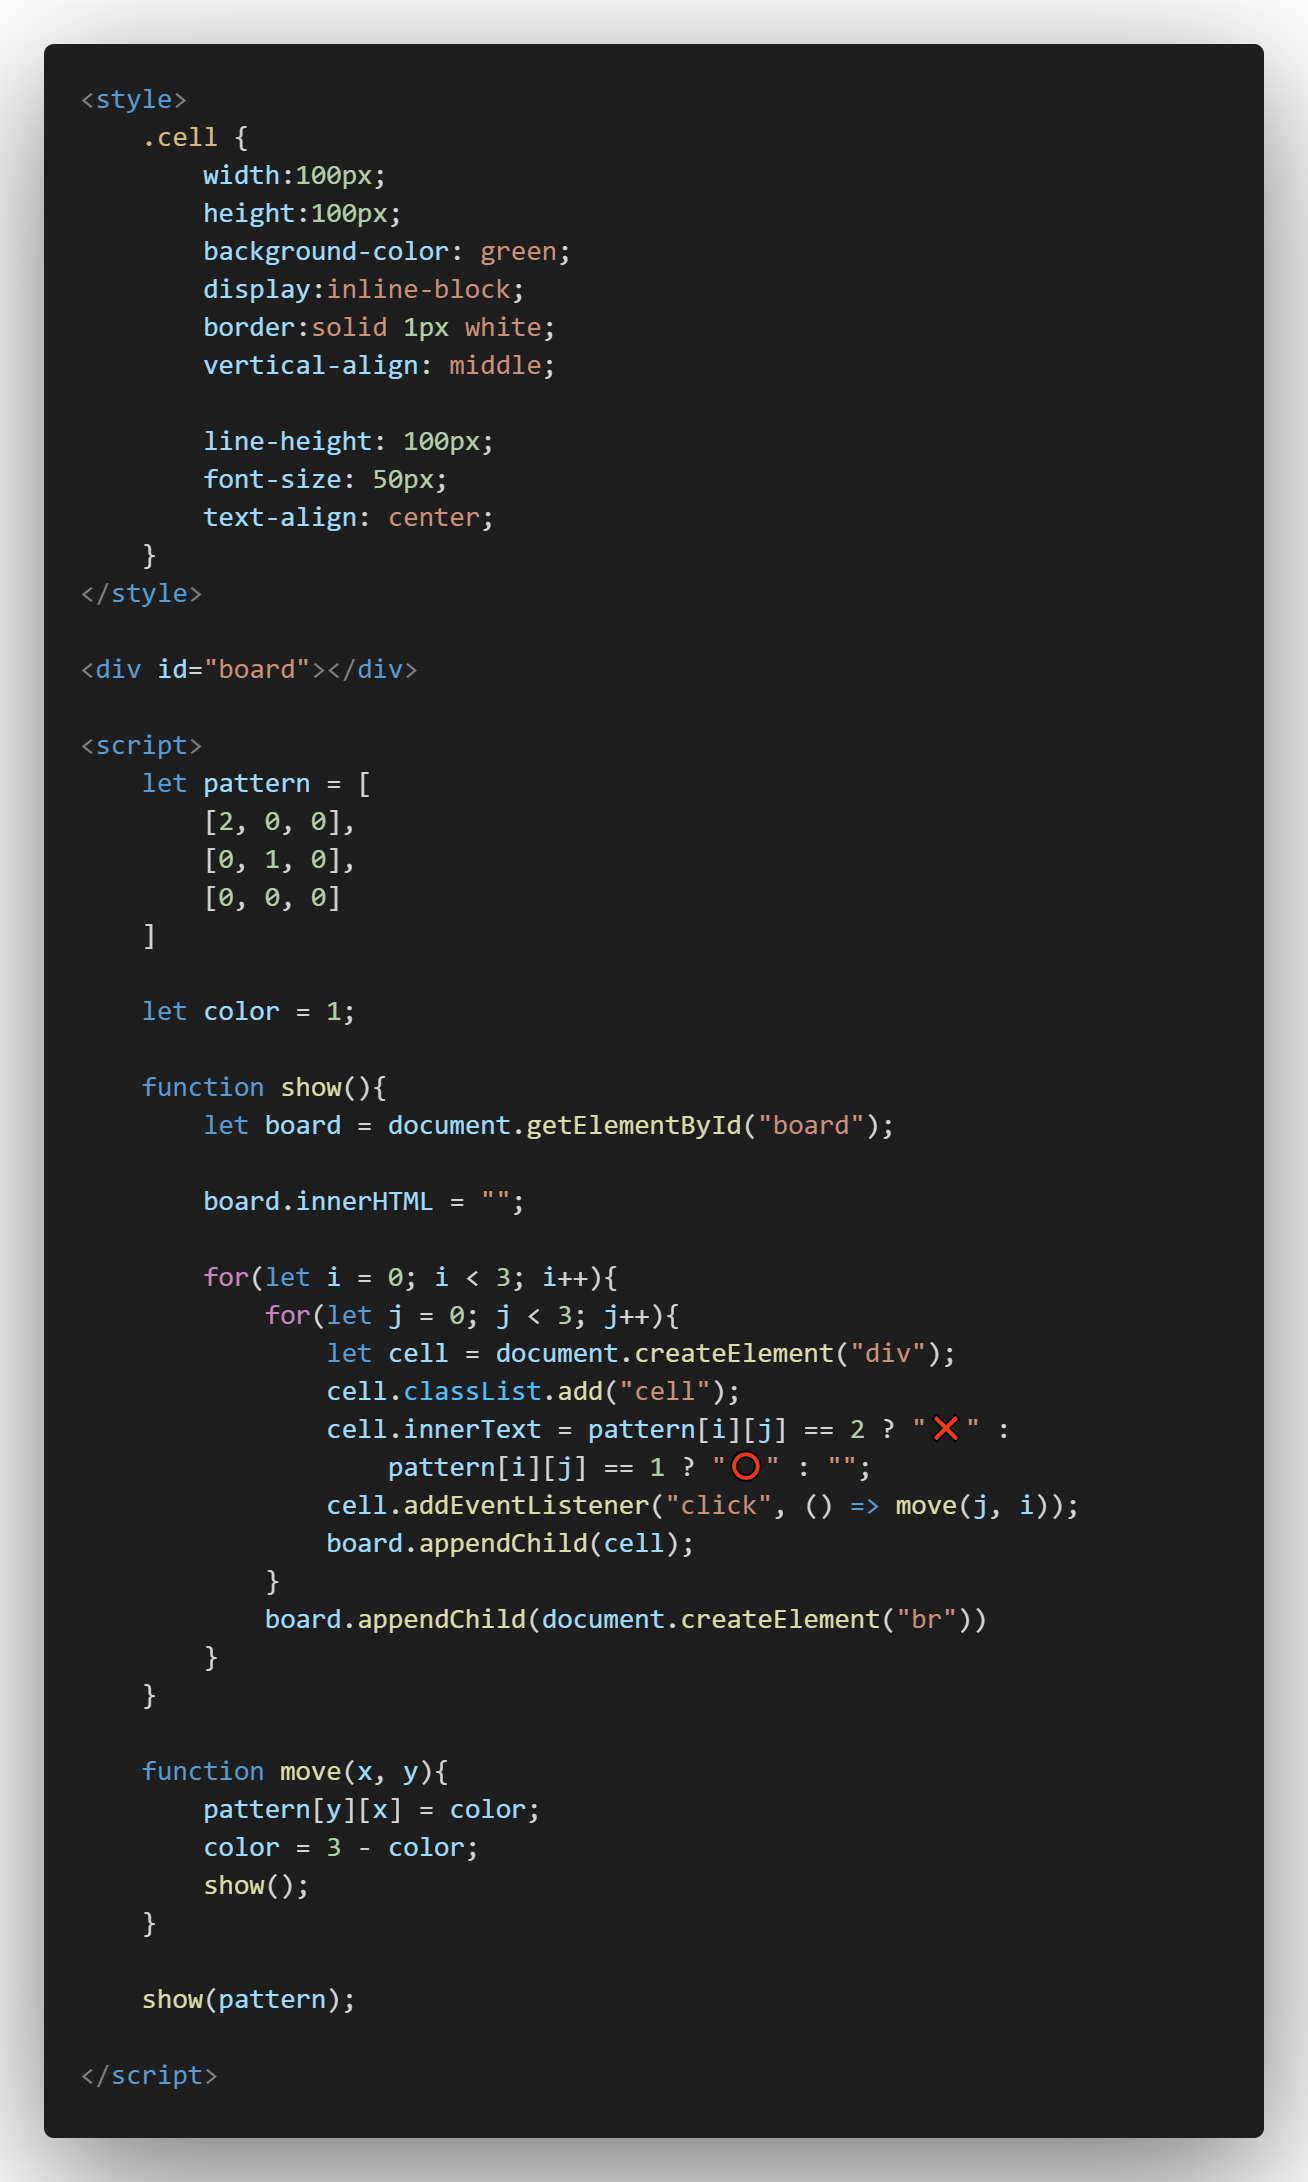 <style>
    .cell {
        width:100px;
        height:100px;
        background-color: green;
        display:inline-block;
        border:solid 1px white;
        vertical-align: middle;

        line-height: 100px;
        font-size: 50px;
        text-align: center;
    }
</style>

<div id="board"></div>

<script>
    let pattern = [
        [2, 0, 0],
        [0, 1, 0],
        [0, 0, 0]
    ]

    let color = 1;

    function show(){
        let board = document.getElementById("board");

        board.innerHTML = "";

        for(let i = 0; i < 3; i++){
            for(let j = 0; j < 3; j++){
                let cell = document.createElement("div");
                cell.classList.add("cell");
                cell.innerText = pattern[i][j] == 2 ? "❌" :
                    pattern[i][j] == 1 ? "⭕" : "";
                cell.addEventListener("click", () => move(j, i));
                board.appendChild(cell);
            }
            board.appendChild(document.createElement("br"))
        }
    }

    function move(x, y){
        pattern[y][x] = color;
        color = 3 - color;
        show();
    }

    show(pattern);

</script>